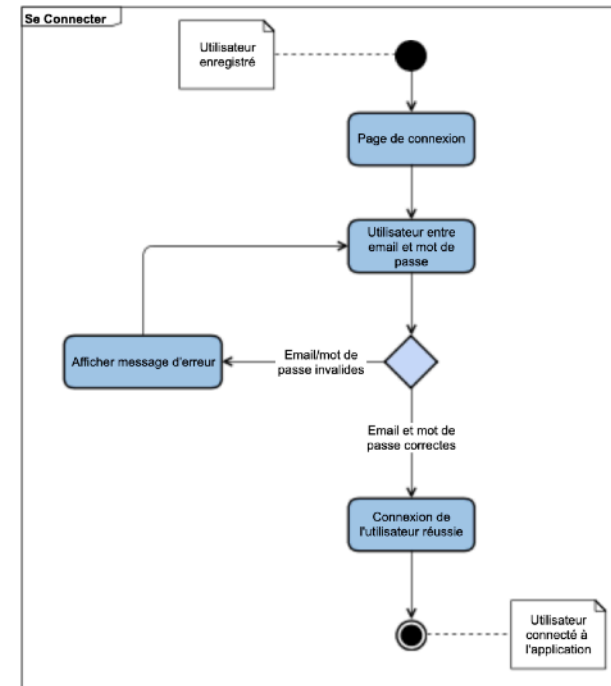 Se Connecter
Utilisateur
enregistré
Page de connexion
Utilisateur entre
email et mot de
passe
Afficher message d'erreur
Email/mot de
passe invalides
Email et mot de
passe correctes
Connexion de
l'utilisateur réussie
Utilisateur
connecté à
l'application